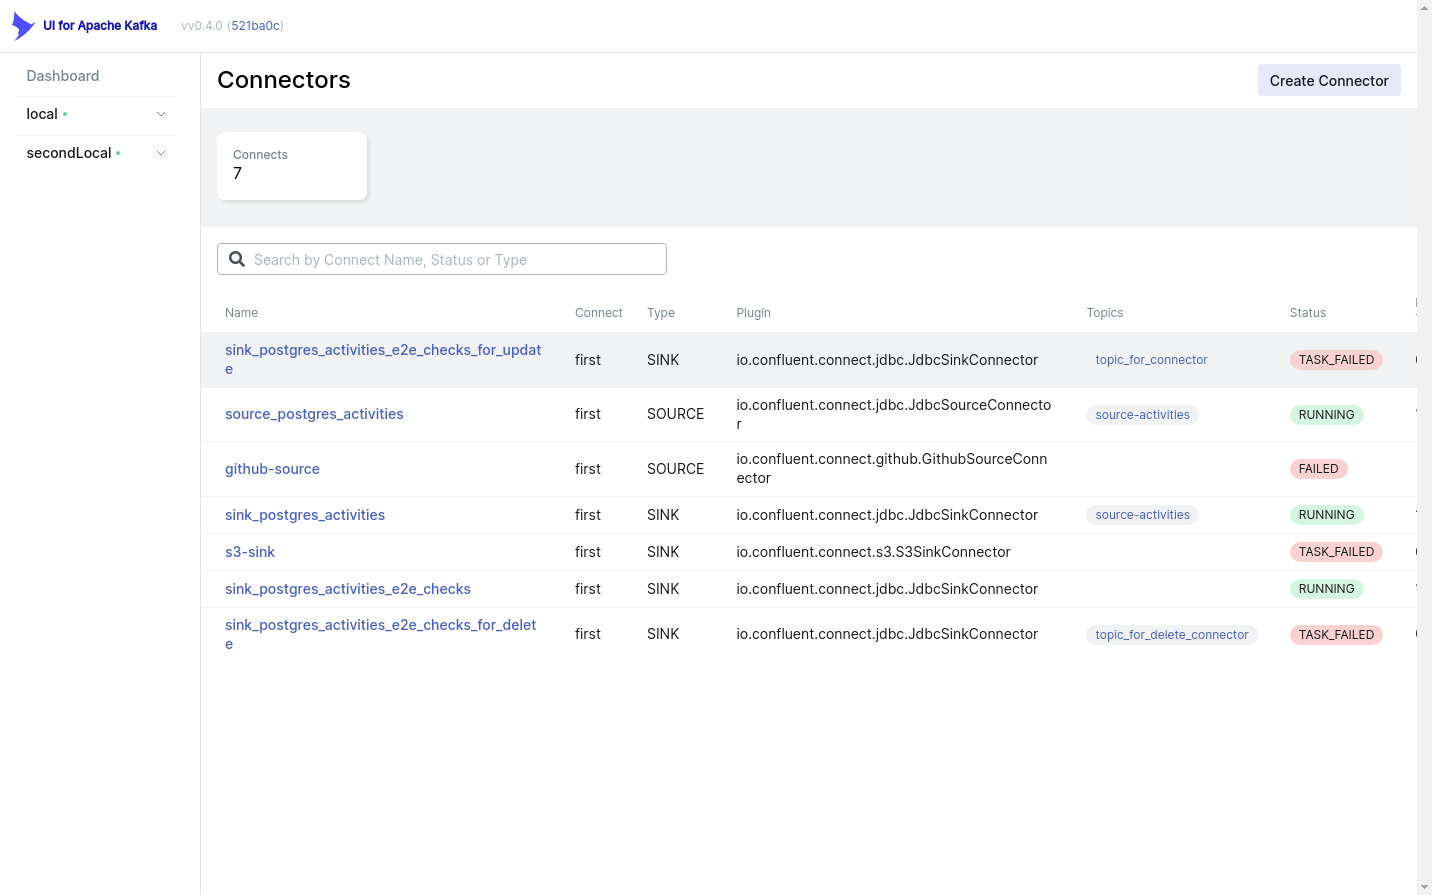 UI for Apache Kafka vv0.4.0 (521ba0c)
Dashboard
local
secondLocal
Connectors
Create Connector
Connects
7
Search by Connect Name, Status or Type
Name Connect Type Plugin Topics Status
sink_postgres_activities_e2e_checks_for_updat
e
first SINK io.confluent.connect.jdbc.JdbcSinkConnector topic_for_connector TASK_FAILED
source_postgres_activities first SOURCE
io.confluent.connect.jdbc.JdbcSourceConnecto
r
source-activities RUNNING
github-source first SOURCE
io.confluent.connect.github.GithubSourceConn
ector
FAILED
sink_postgres_activities first SINK io.confluent.connect.jdbc.JdbcSinkConnector source-activities RUNNING
s3-sink first SINK io.confluent.connect.s3.S3SinkConnector TASK_FAILED
sink_postgres_activities_e2e_checks first SINK io.confluent.connect.jdbc.JdbcSinkConnector RUNNING
sink_postgres_activities_e2e_checks_for_delet
e
first SINK io.confluent.connect.jdbc.JdbcSinkConnector topic_for_delete_connector TASK_FAILED